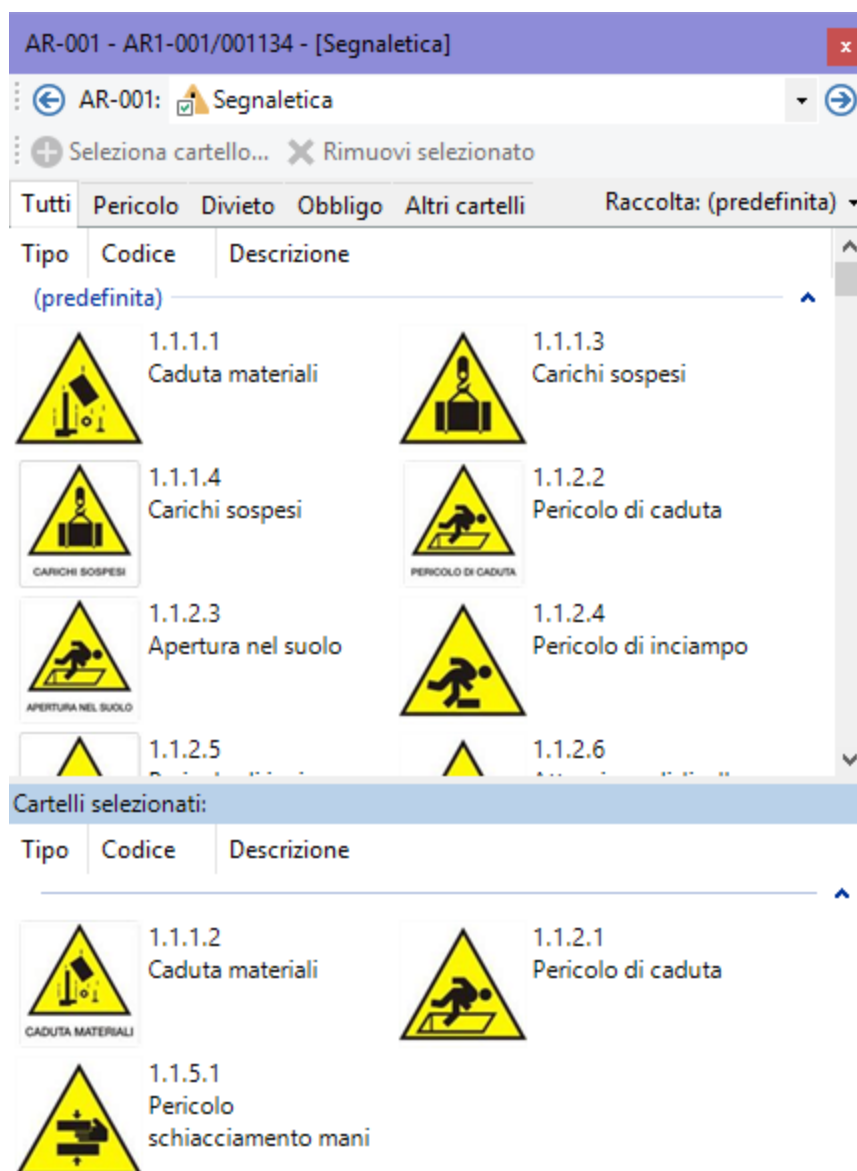 AR-001 - AR1-001/001134 - [Segnaletica]
x
AR-001: Segnaletica
Seleziona cartello... Rimuovi selezionato
Tutti Pericolo Divieto Obbligo Altri cartelli Raccolta: (predefinita)
Tipo Codice Descrizione
(predefinita)
1.1.1.1
Caduta materiali
1.1.1.3
Carichi sospesi
CARICHI SOSPESI
1.1.1.4
Carichi sospesi
PERICOLO DI CADUTA
1.1.2.2
Pericolo di caduta
APERTURA NEL SUOLO
1.1.2.3
Apertura nel suolo
1.1.2.4
Pericolo di inciampo
1.1.2.5
1.1.2.6
Cartelli selezionati:
Tipo Codice Descrizione
CADUTA MATERIALI
1.1.1.2
Caduta materiali
1.1.2.1
Pericolo di caduta
1.1.5.1
Pericolo
schiacciamento mani